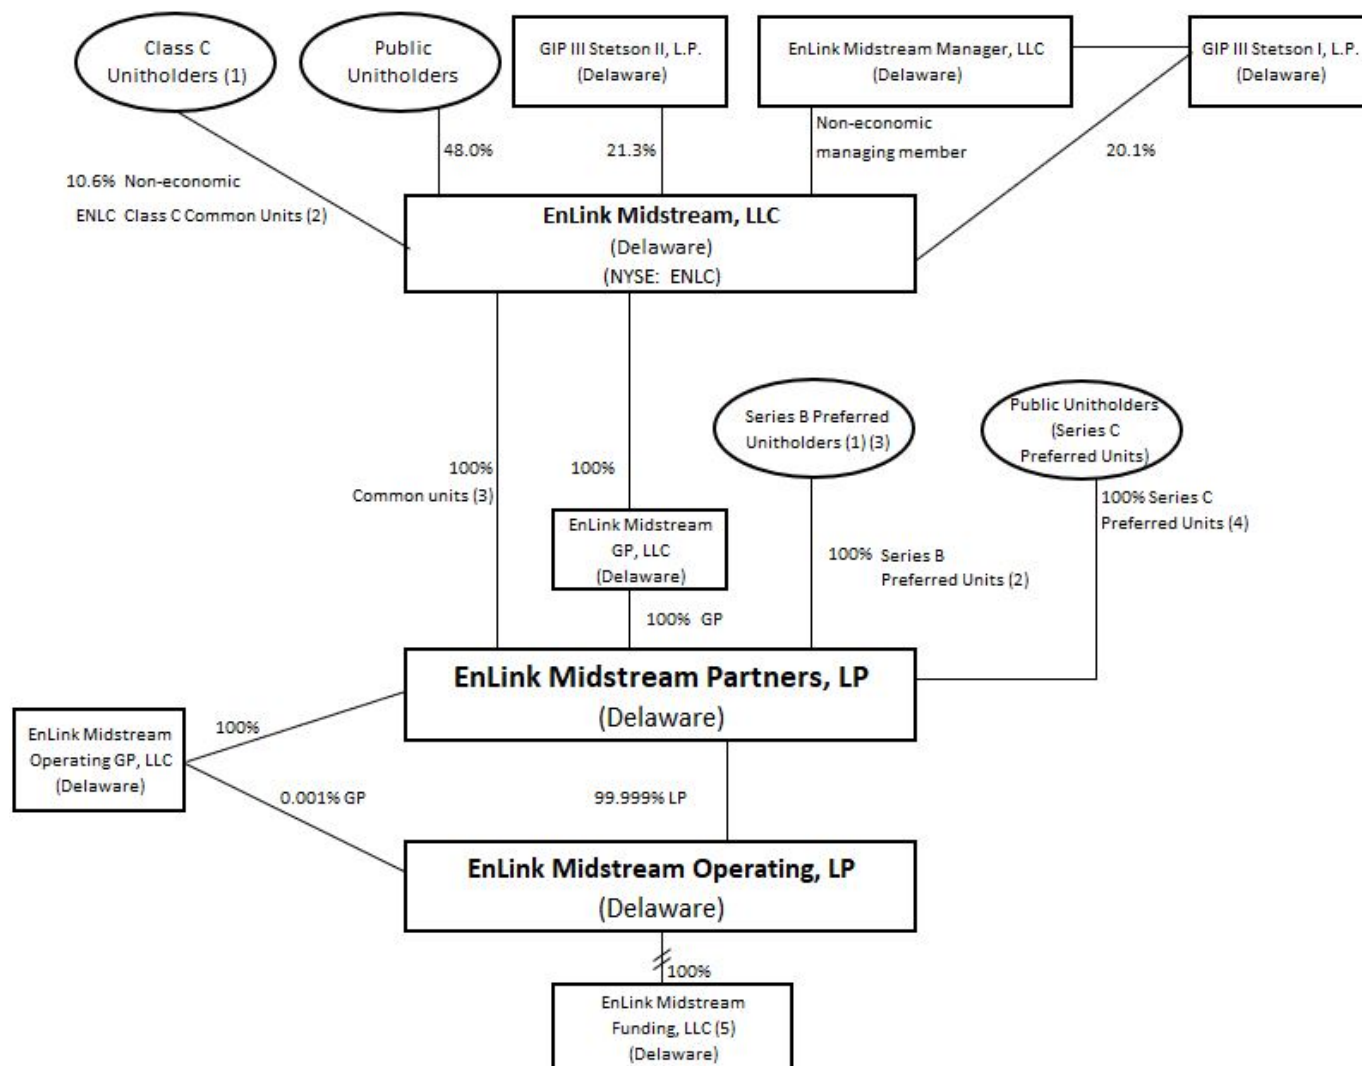 Class C
Unitholders (1)
Public
Unitholders
GIP III Stetson II, L.P.
(Delaware)
EnLink Midstream Manager, LLC
(Delaware)
GIP III Stetson I, L.P.
(Delaware)
10.6% Non-economic
ENLC Class C Common Units (2)
48.0%
21.3%
Non-economic
managing member
20.1%
EnLink Midstream, LLC
(Delaware)
(NYSE: ENLC)
100%
Common units (3)
100%
EnLink Midstream
GP, LLC
(Delaware)
100% GP
Series B Preferred
Unitholders (1) (3)
100% Series B
Preferred Units (2)
Public Unitholders
(Series C
Preferred Units)
100% Series C
Preferred Units (4)
EnLink Midstream Partners, LP
(Delaware)
EnLink Midstream
Operating GP, LLC
(Delaware)
100%
0.001% GP
99.999% LP
EnLink Midstream Operating, LP
(Delaware)
100%
EnLink Midstream
Funding, LLC (5)
(Delaware)